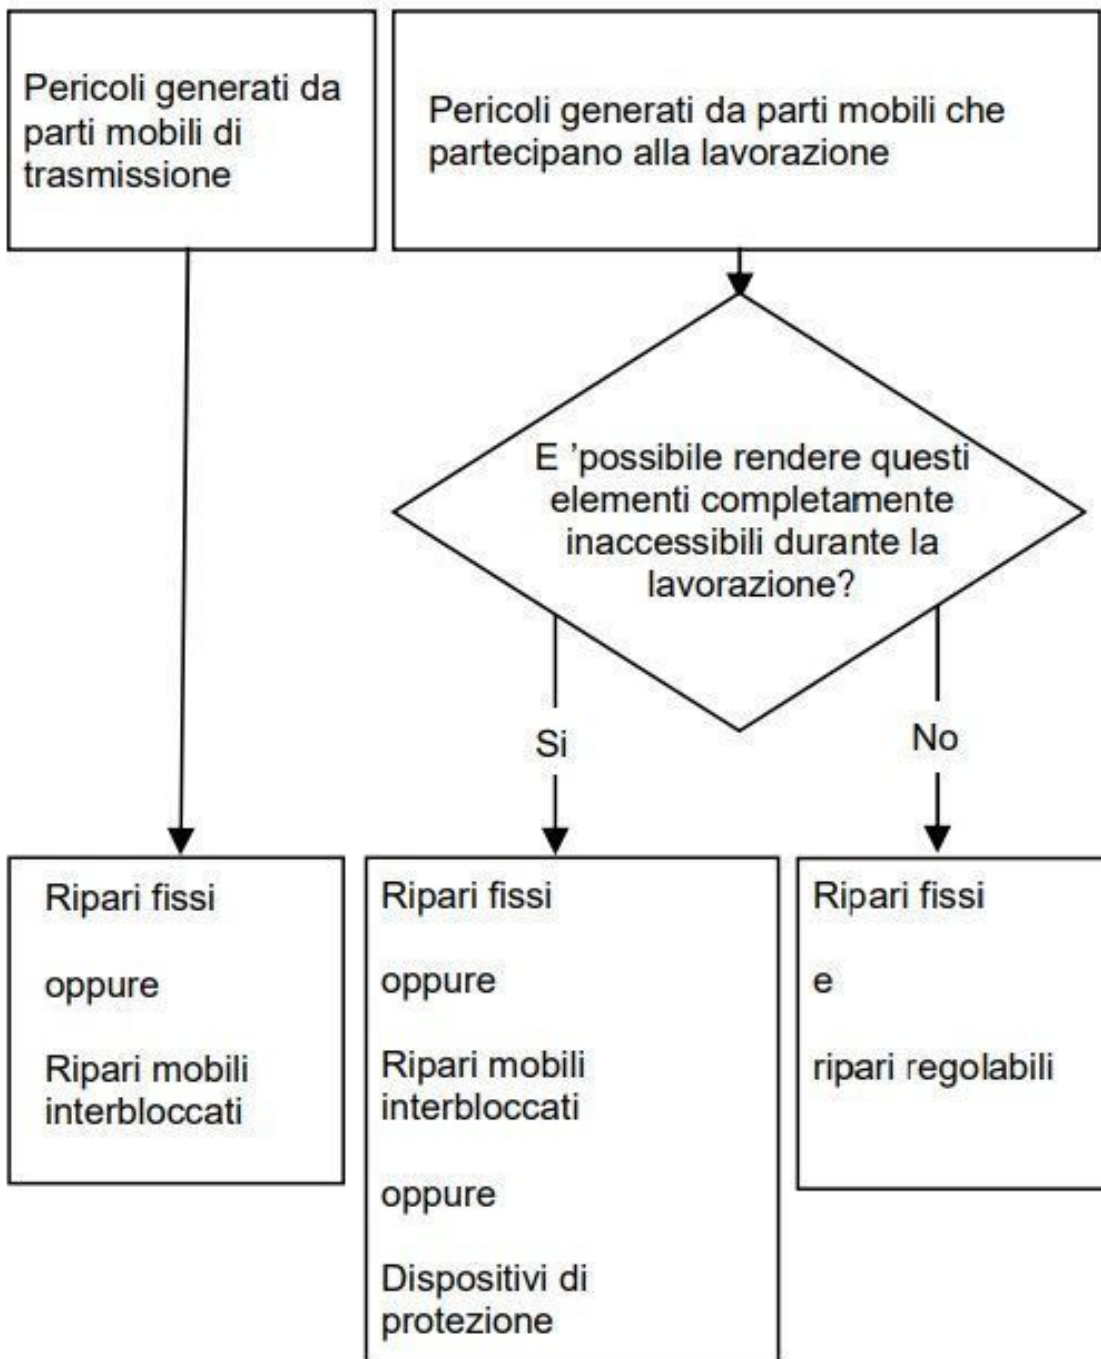 Pericoli generati da
parti mobili di
trasmissione
Pericoli generati da parti mobili che
partecipano alla lavorazione
E 'possibile rendere questi
elementi completamente
inaccessibili durante la
lavorazione?
Si
No
Ripari fissi
oppure
Ripari mobili
interbloccati
Ripari fissi
oppure
Ripari mobili
interbloccati
oppure
Dispositivi di
protezione
Ripari fissi
e
ripari regolabili